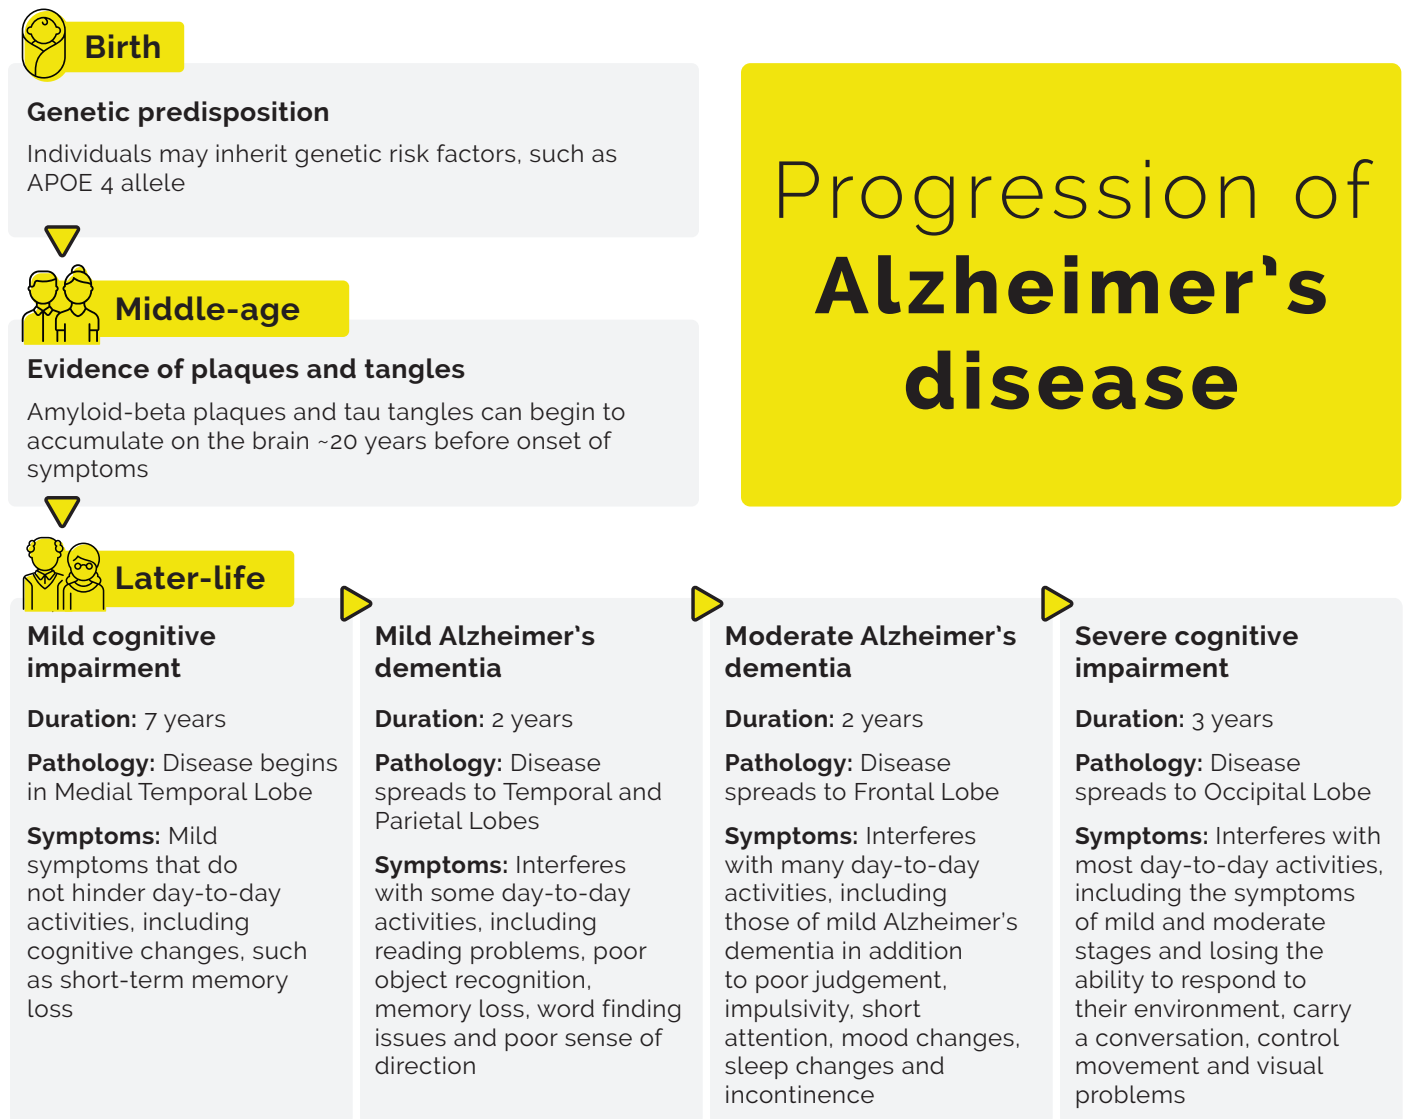 Birth
Genetic predisposition
Individuals may inherit genetic risk factors, such as
APOE 4 allele
Progression of
Alzheimer's
disease
Middle-age
Evidence of plaques and tangles
Amyloid-beta plaques and tau tangles can begin to
accumulate on the brain ~20 years before onset of
symptoms
Later-life
Mild cognitive
impairment
Duration: 7 years
Pathology: Disease begins
in Medial Temporal Lobe
Symptoms: Mild
symptoms that do
not hinder day-to-day
activities, including
cognitive changes, such
as short-term memory
loss
Mild Alzheimer's
dementia
Duration: 2 years
Pathology: Disease
spreads to Temporal and
Parietal Lobes
Symptoms: Interferes
with some day-to-day
activities, including
reading problems, poor
object recognition,
memory loss, word finding
issues and poor sense of
direction
Moderate Alzheimer's
dementia
Duration: 2 years
Pathology: Disease
spreads to Frontal Lobe
Symptoms: Interferes
with many day-to-day
activities, including
those of mild Alzheimer's
dementia in addition
to poor judgement,
impulsivity, short
attention, mood changes,
sleep changes and
incontinence
Severe cognitive
impairment
Duration: 3 years
Pathology: Disease
spreads to Occipital Lobe
Symptoms: Interferes with
most day-to-day activities,
including the symptoms
of mild and moderate
stages and losing the
ability to respond to
their environment, carry
a conversation, control
movement and visual
problems